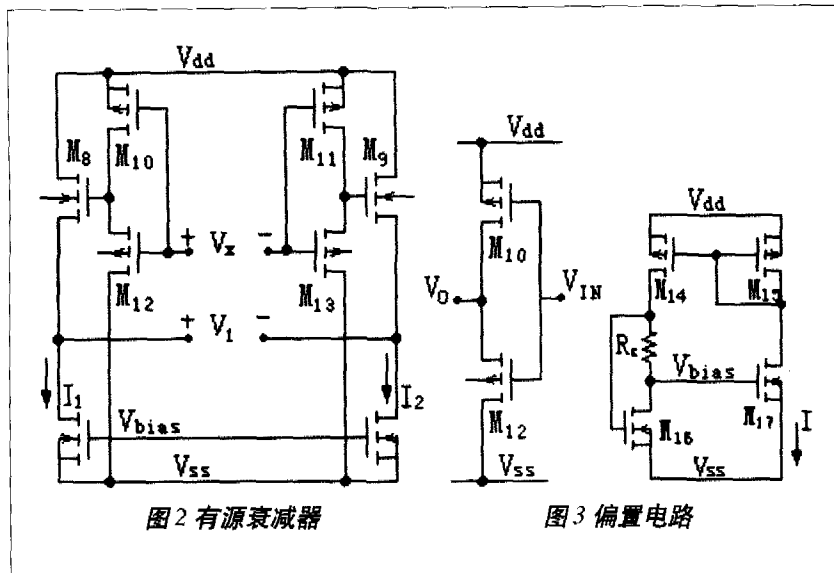 Vdd
M8
M10
M11
M9
+ Vx −
M12
M13
+ V1 −
I1
I2
Vbias
Vss
图2 有源衰减器
Vdd
M10
VO
VIN
M12
Vss
Vdd
M14
M15
Vbias
M16
M17
I
Vss
图3 偏置电路